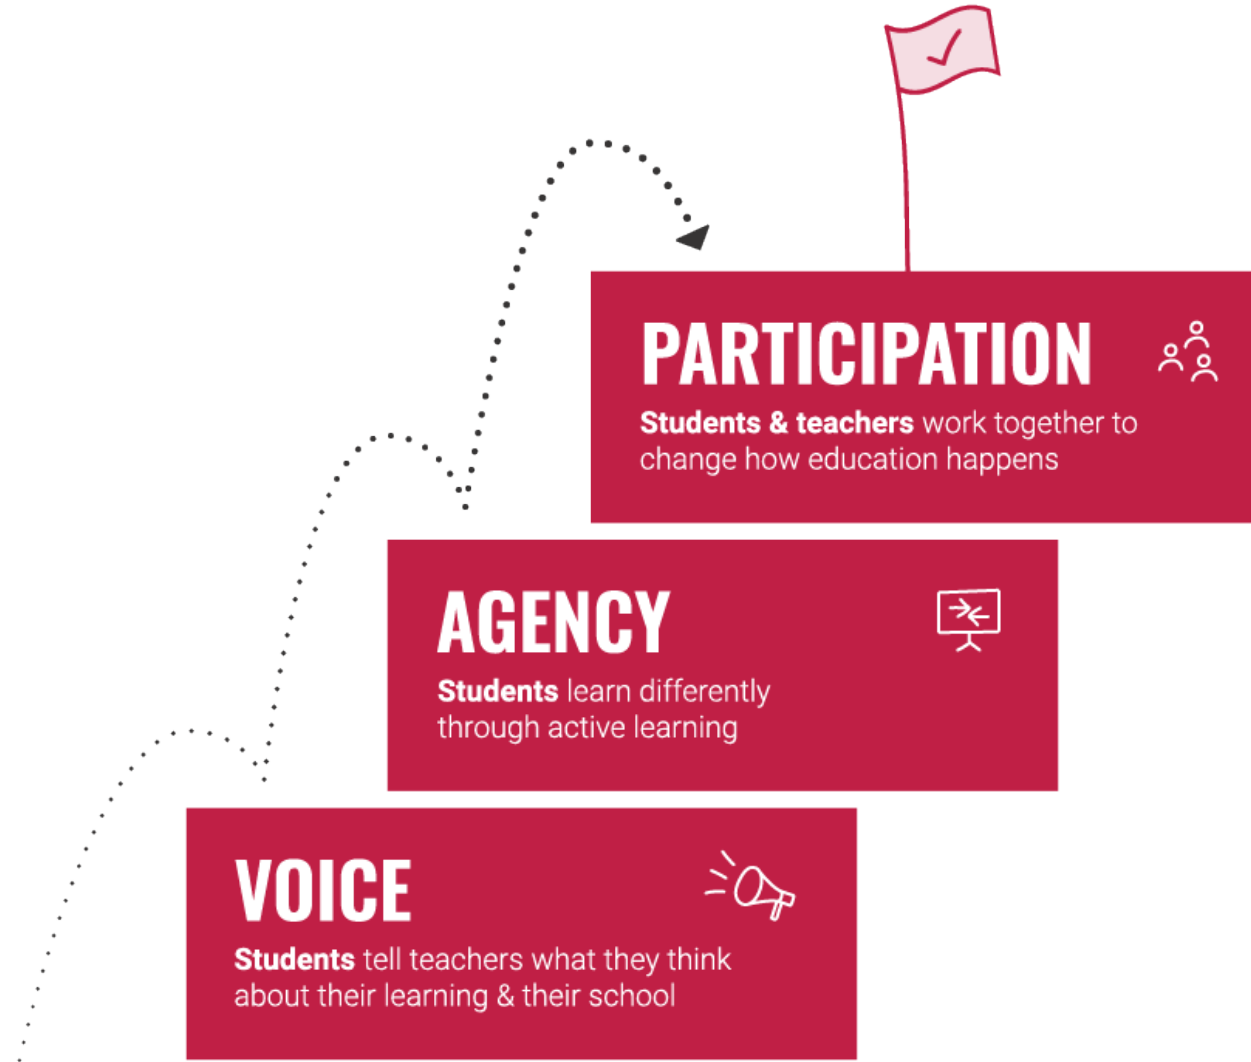 PARTICIPATION
Students & teachers work together to
change how education happens
AGENCY
Students learn differently
through active learning
VOICE
Students tell teachers what they think
about their learning & their school